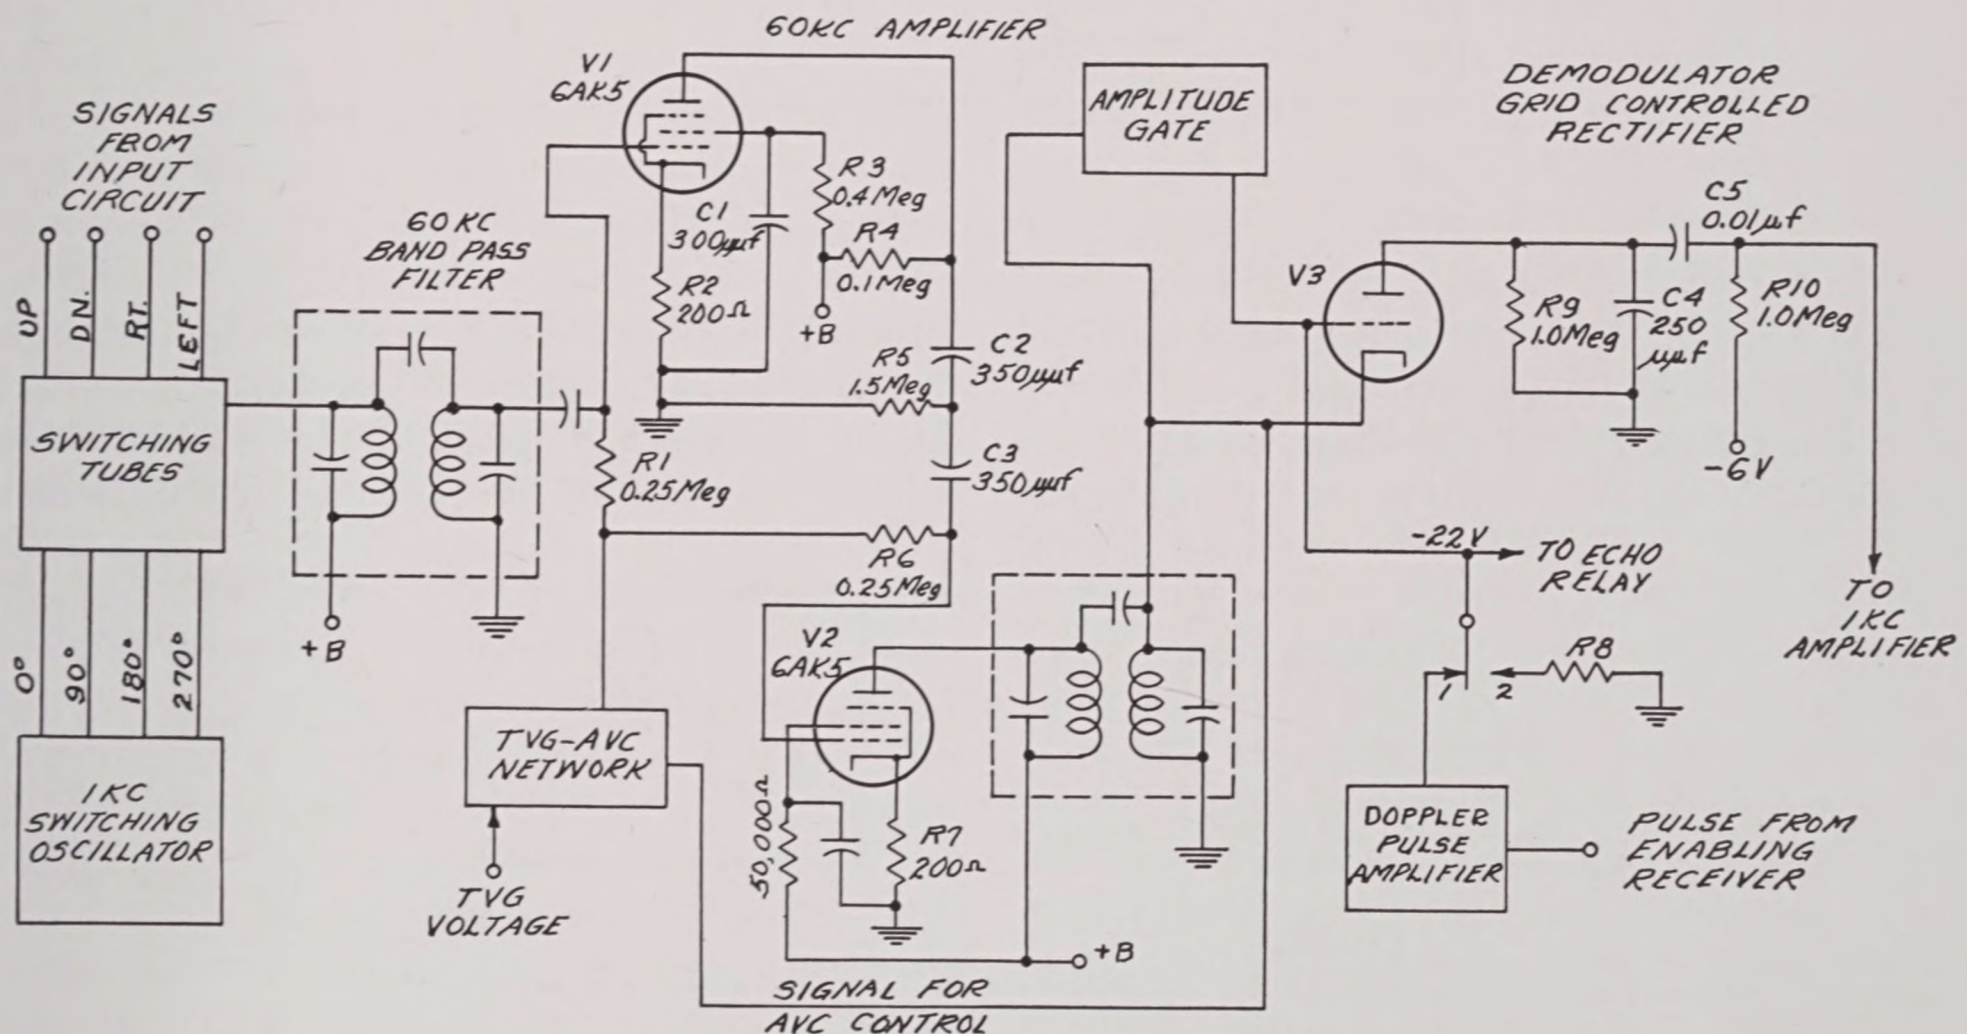 60KC AMPLIFIER
SIGNALS
FROM
INPUT
CIRCUIT
UP
DN.
RT.
LEFT
SWITCHING
TUBES
0°
90°
180°
270°
1KC
SWITCHING
OSCILLATOR
60 KC
BAND PASS
FILTER
+B
V1
6AK5
C1
300μμf
R2
200Ω
R3
0.4Meg
R4
0.1Meg
+B
R5
1.5Meg
C2
350μμf
C3
350μμf
R1
0.25Meg
R6
0.25Meg
TVG-AVC
NETWORK
TVG
VOLTAGE
V2
6AK5
50,000Ω
R7
200Ω
+B
SIGNAL FOR
AVC CONTROL
AMPLITUDE
GATE
DEMODULATOR
GRID CONTROLLED
RECTIFIER
V3
R9
1.0Meg
C4
250
μμf
C5
0.01μf
R10
1.0Meg
-6V
-22V
TO ECHO
RELAY
1
2
R8
TO
1KC
AMPLIFIER
DOPPLER
PULSE
AMPLIFIER
PULSE FROM
ENABLING
RECEIVER